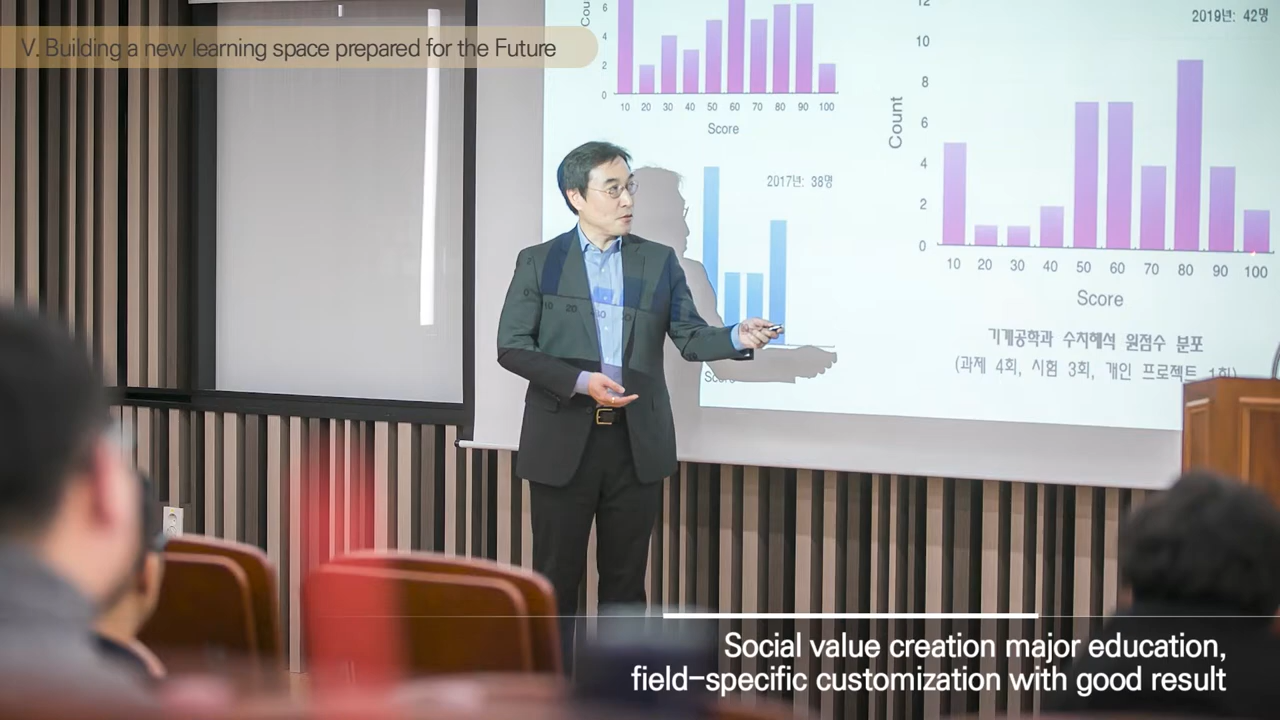 V. Building a new learning space prepared for the Future
6
4
2
0
10 20 30 40 50 60 70 80 90 100
Score
2017년: 38명
12
2019년: 42명
10
8
6
4
2
0
Count
10 20 30 40 50 60 70 80 90 100
Score
기계공학과 수치해석 원점수 분포
(과제 4회, 시험 3회, 개인 프로젝트 1회)
Social value creation major education,
field-specific customization with good result